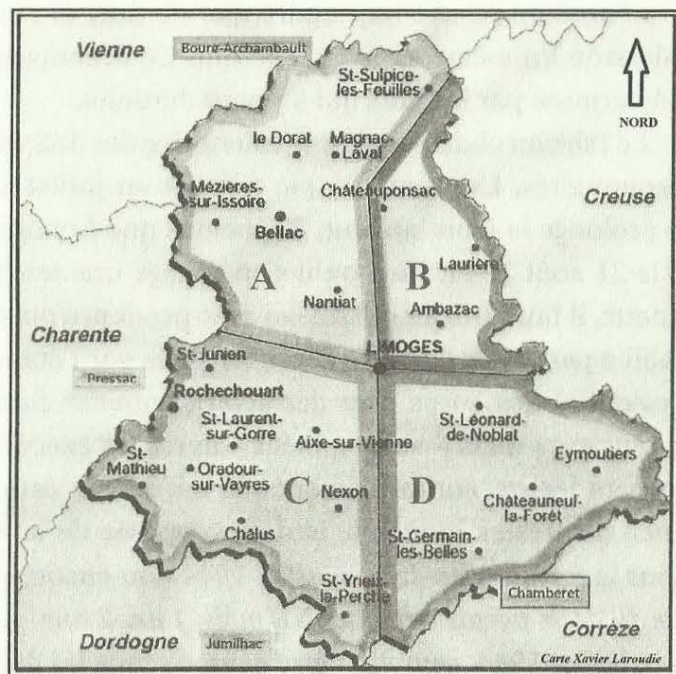 Vienne
Bourg-Archambault
St-Sulpice-
les-Feuilles
NORD
le Dorat
Magnac-
Laval
Châteauponsac
Creuse
Mézières-
sur-Issoire
Bellac
Laurière
A
B
Nantiat
Ambazac
Charente
LIMOGES
St-Junien
Pressac
Rochechouart
St-Laurent-
sur-Gorre
St-Léonard-
de-Noblat
Aixe-sur-Vienne
Eymoutiers
St-
Mathieu
Oradour-
sur-Vayres
C
D
Nexon
Châteauneuf-
la-Forêt
Châlus
St-Germain-
les-Belles
St-Yrieix-
la-Perche
Chamberet
Dordogne
Jumilhac
Corrèze
Carte Xavier Laroudie